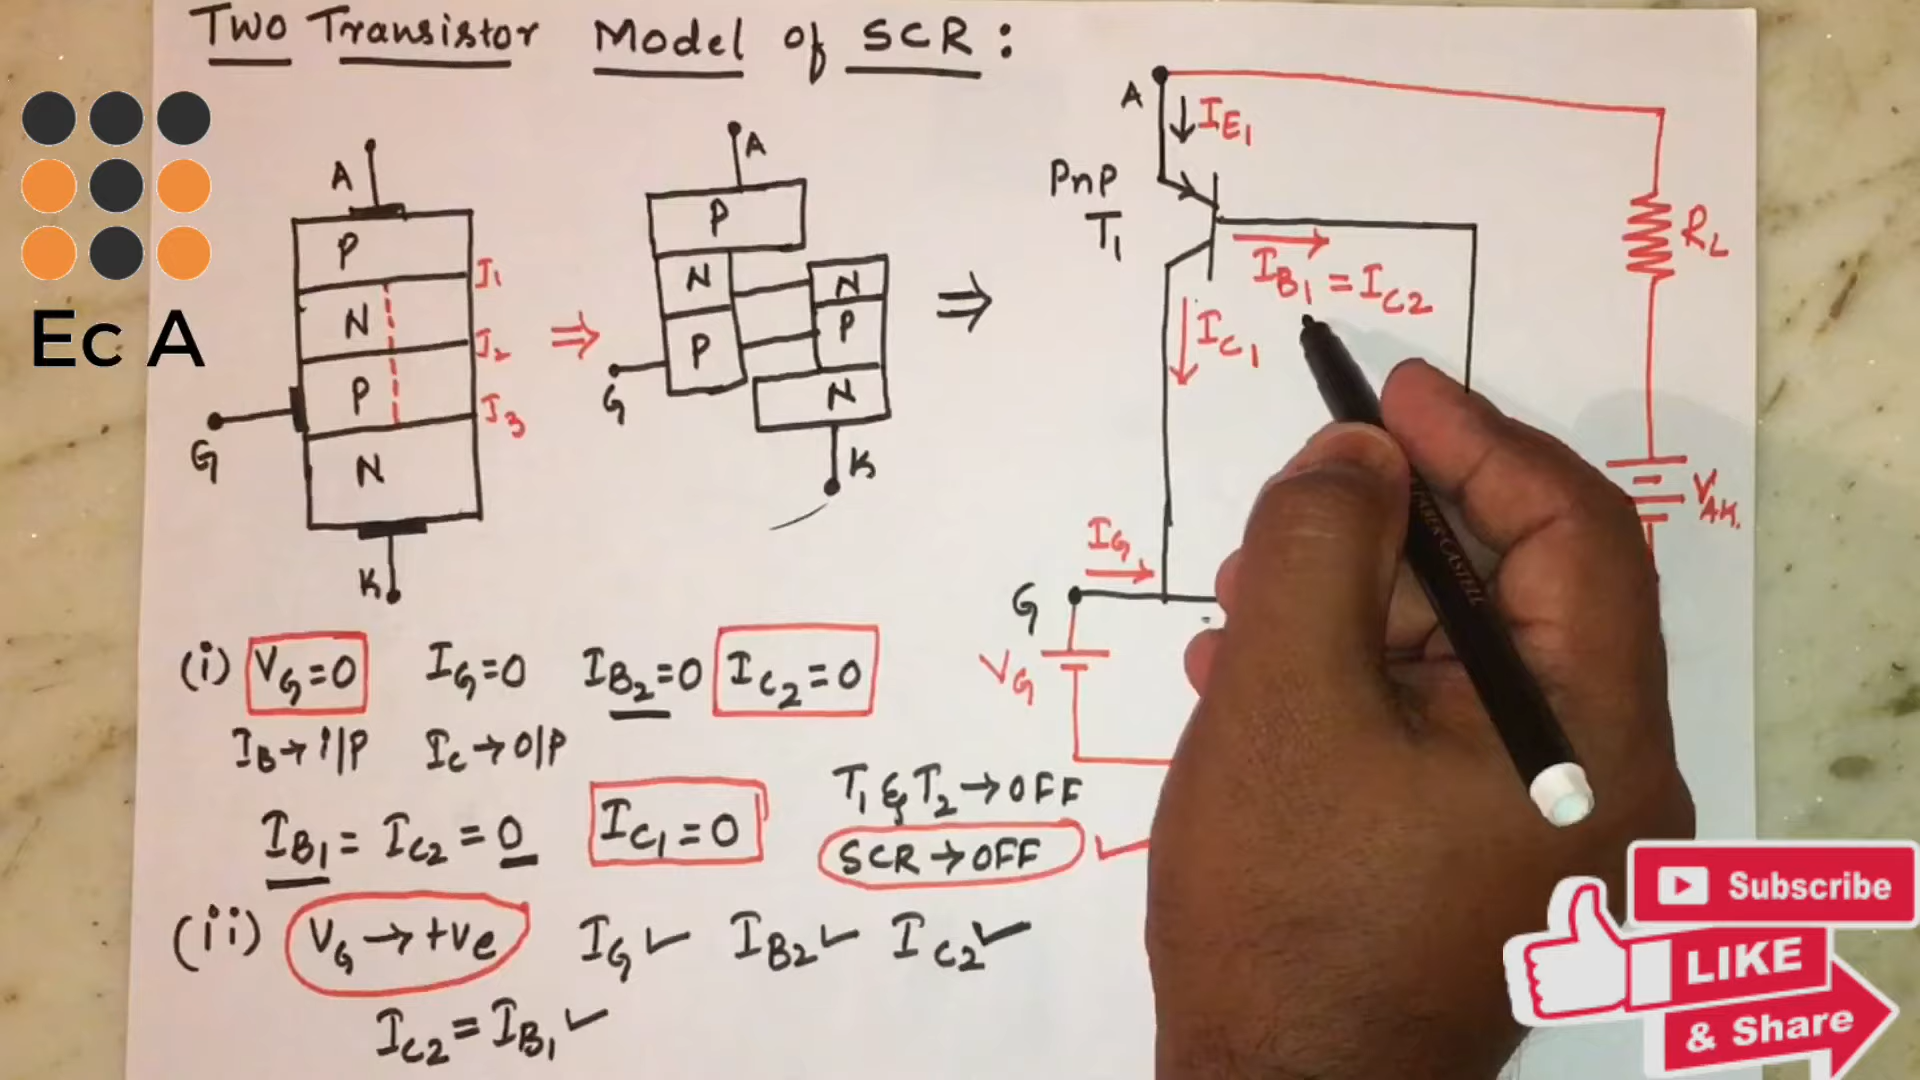 Two Transistor Model of SCR:
Ec A
A
P
N
P
N
G
K
J1
J2
J3
⇒
A
P
N
P
N
P
N
G
K
⇒
A
↓ IE1
PnP
T1
IB1 = IC2
↓ IC1
RL
VAK.
IG
G
VG
(i) VG=0 IG=0 IB2=0 IC2=0
IB→i/p IC→o/p
IB1 = IC2 = 0 IC1=0
T1 & T2→OFF
SCR→OFF
(ii) VG→+ve IG✓ IB2✓ IC2✓
IC2=IB1✓
FABER-CASTELL
Subscribe
LIKE
& Share